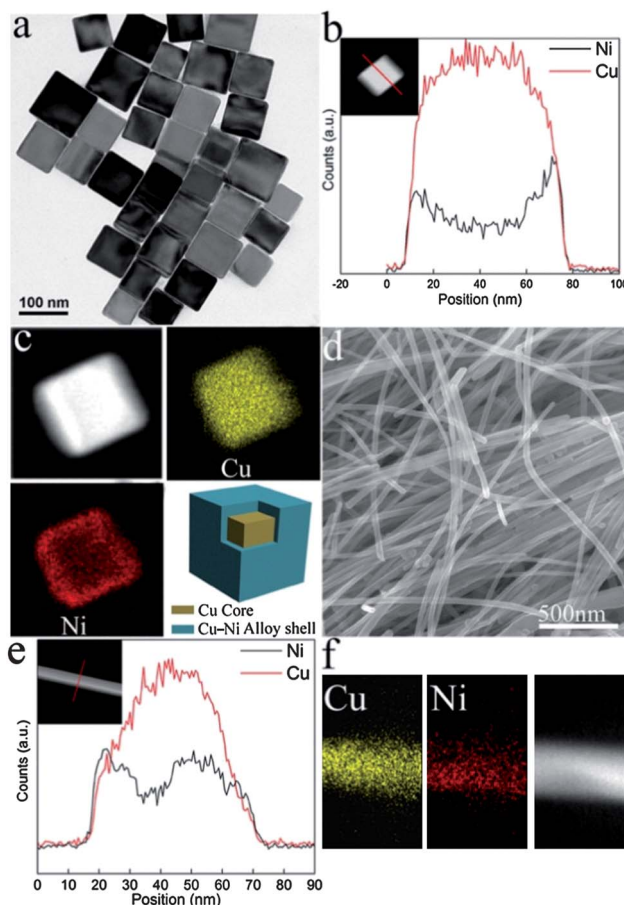 a
100 nm
b
Ni
Cu
Counts (a.u.)
-20 0 20 40 60 80 100
Position (nm)
c
Cu
Ni
Cu Core
Cu–Ni Alloy shell
d
500nm
e
Ni
Cu
Counts (a.u.)
0 10 20 30 40 50 60 70 80 90
Position (nm)
f
Cu
Ni